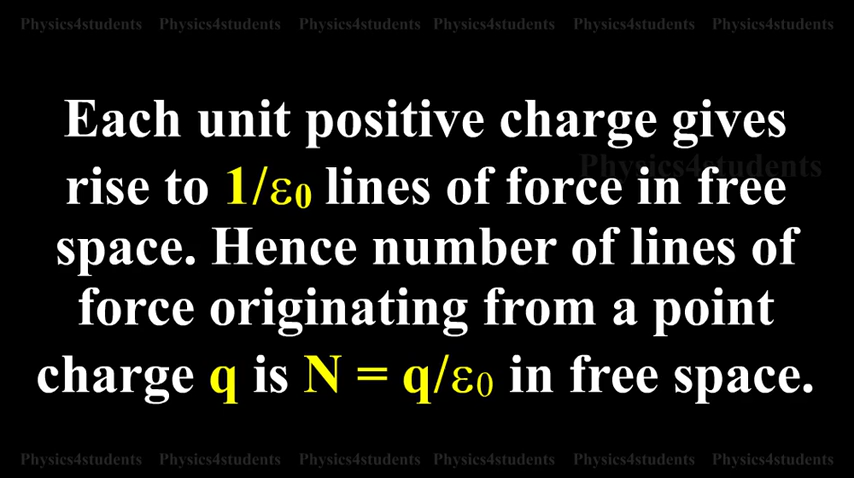 Physics4students Physics4students Physics4students Physics4students Physics4students Physics4students
Each unit positive charge gives
Physics4students
rise to 1/ε₀ lines of force in free
space. Hence number of lines of
force originating from a point
charge q is N = q/ε₀ in free space.
Physics4students Physics4students Physics4students Physics4students Physics4students Physics4students